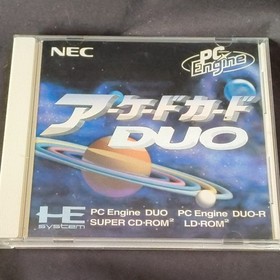 NEC
PC
Engine
アーケードカード
DUO
HE
system
PC Engine DUO
SUPER CD-ROM²
PC Engine DUO-R
LD-ROM²